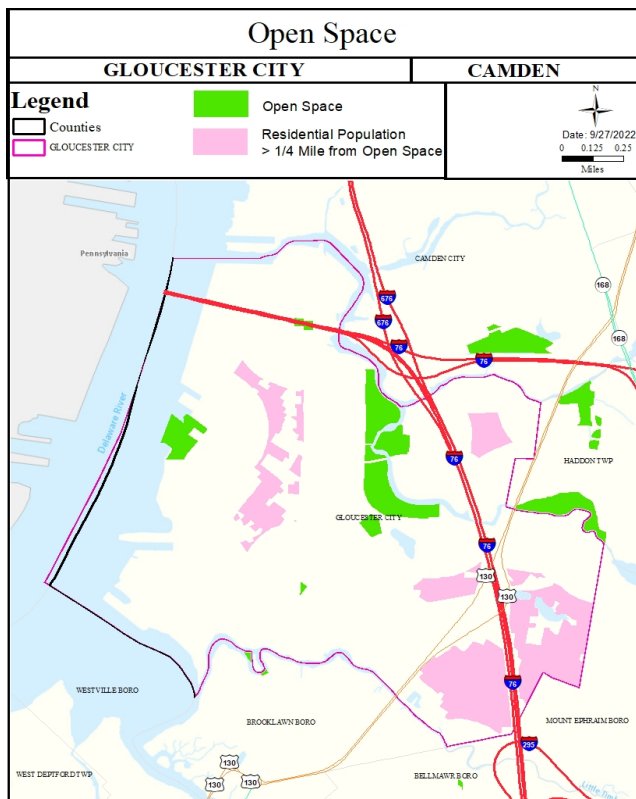 Open Space
GLOUCESTER CITY
CAMDEN
Legend
Counties
GLOUCESTER CITY
Open Space
Residential Population
> 1/4 Mile from Open Space
N
Date: 9/27/2022
0 0.125 0.25
Miles
Pennsylvania
CAMDEN CITY
168
676
676
168
76
76
Delaware River
76
HADDON TWP
GLOUCESTER CITY
76
130
130
76
WESTVILLE BORO
BROOKLAWN BORO
MOUNT EPHRAIM BORO
295
130
130
130
WEST DEPTFORD TWP
BELLMAWR BORO